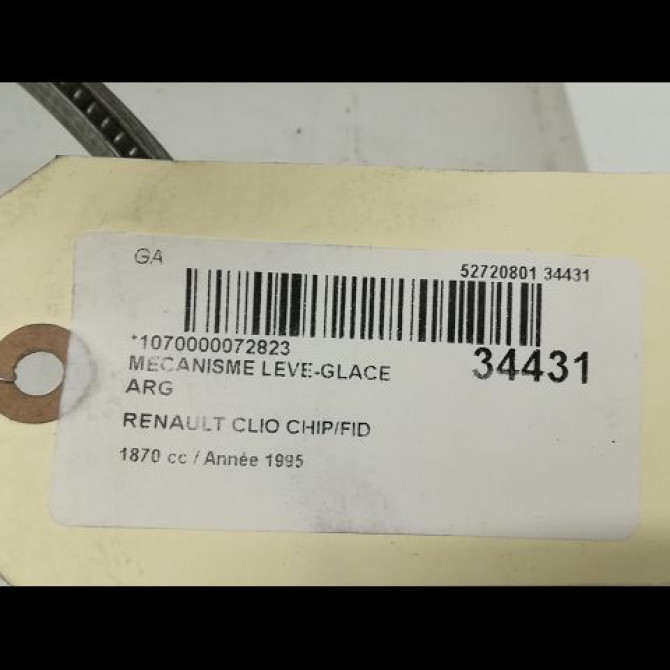 GA
52720801 34431
*1070000072823
34431
MECANISME LEVE-GLACE
ARG
RENAULT CLIO CHIP/FID
1870 cc / Année 1995